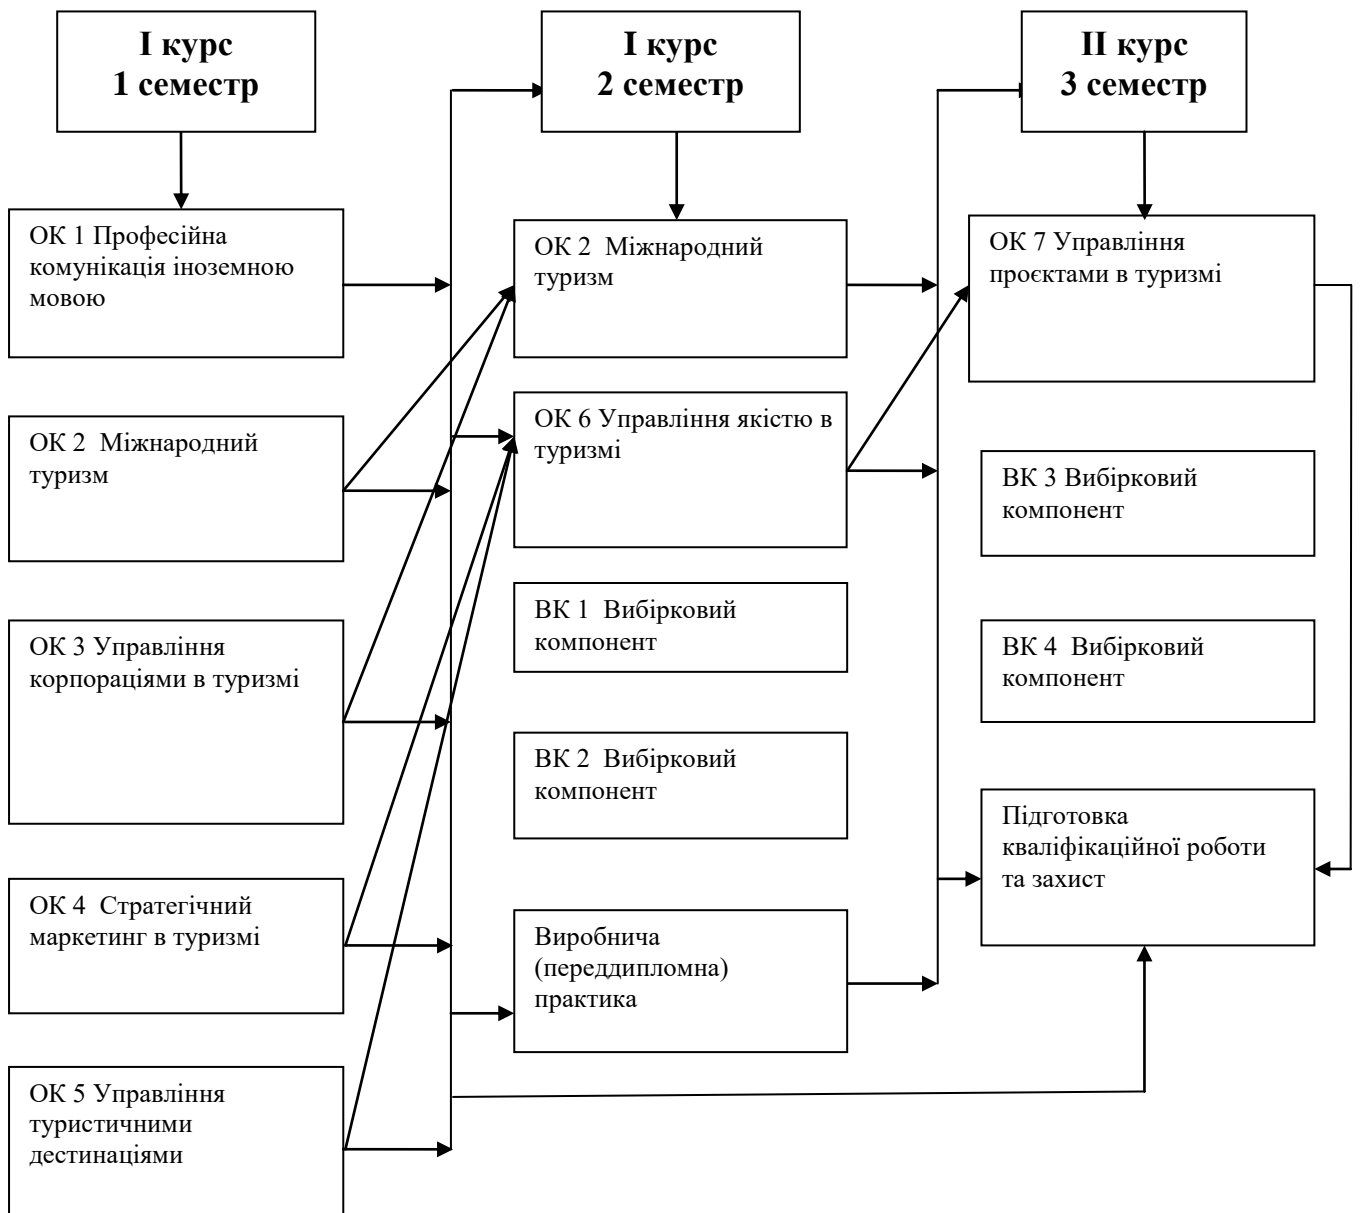 І курс
1 семестр
ОК 1 Професійна
комунікація іноземною
мовою
ОК 2 Міжнародний
туризм
ОК 3 Управління
корпораціями в туризмі
ОК 4 Стратегічний
маркетинг в туризмі
ОК 5 Управління
туристичними
дестинаціями
І курс
2 семестр
ОК 2 Міжнародний
туризм
ОК 6 Управління якістю в
туризмі
ВК 1 Вибірковий
компонент
ВК 2 Вибірковий
компонент
Виробнича
(переддипломна)
практика
ІІ курс
3 семестр
ОК 7 Управління
проєктами в туризмі
ВК 3 Вибірковий
компонент
ВК 4 Вибірковий
компонент
Підготовка
кваліфікаційної роботи
та захист